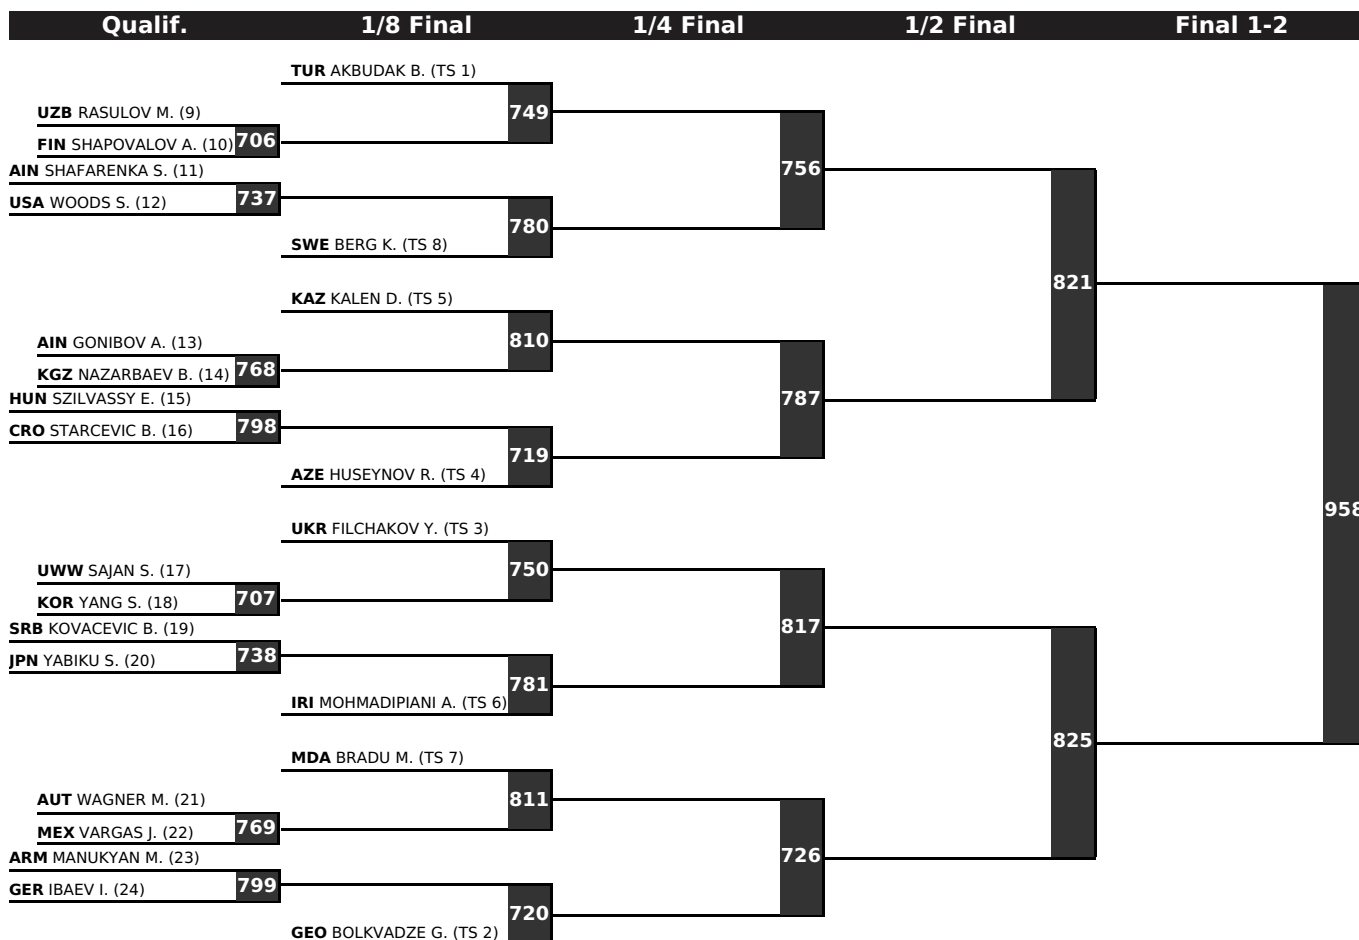 Qualif. 1/8 Final 1/4 Final 1/2 Final Final 1-2
TUR AKBUDAK B. (TS 1)
749
UZB RASULOV M. (9)
706
FIN SHAPOVALOV A. (10)
756
AIN SHAFARENKA S. (11)
737
USA WOODS S. (12)
780
SWE BERG K. (TS 8)
821
KAZ KALEN D. (TS 5)
810
AIN GONIBOV A. (13)
768
KGZ NAZARBAEV B. (14)
787
HUN SZILVASSY E. (15)
798
CRO STARCEVIC B. (16)
719
AZE HUSEYNOV R. (TS 4)
958
UKR FILCHAKOV Y. (TS 3)
750
UWW SAJAN S. (17)
707
KOR YANG S. (18)
817
SRB KOVACEVIC B. (19)
738
JPN YABIKU S. (20)
781
IRI MOHMADIPIANI A. (TS 6)
825
MDA BRADU M. (TS 7)
811
AUT WAGNER M. (21)
769
MEX VARGAS J. (22)
726
ARM MANUKYAN M. (23)
799
GER IBAEV I. (24)
720
GEO BOLKVADZE G. (TS 2)